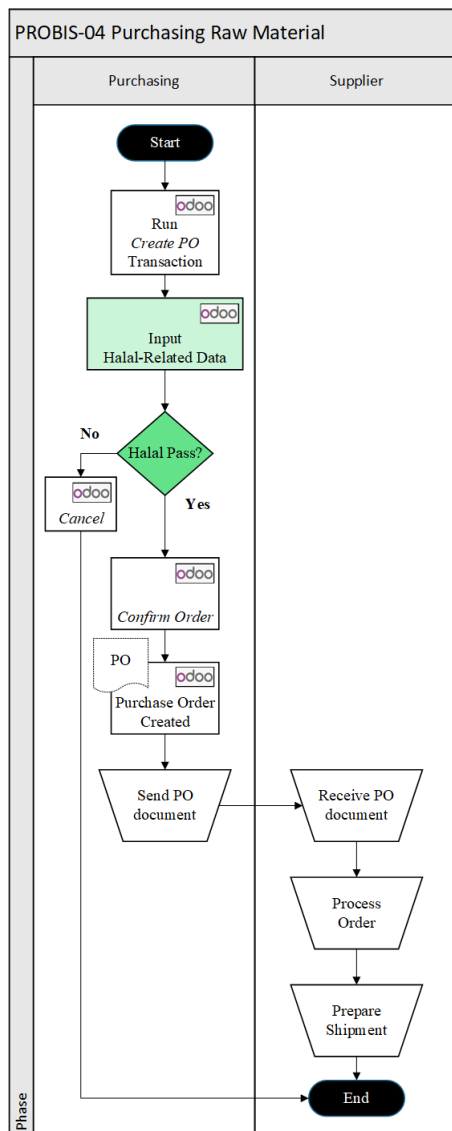 PROBIS-04 Purchasing Raw Material
Purchasing
Supplier
Start
odoo
Run
Create PO
Transaction
odoo
Input
Halal-Related Data
Halal Pass?
No
Yes
odoo
Cancel
odoo
Confirm Order
PO
odoo
Purchase Order
Created
Send PO
document
Receive PO
document
Process
Order
Prepare
Shipment
End
Phase